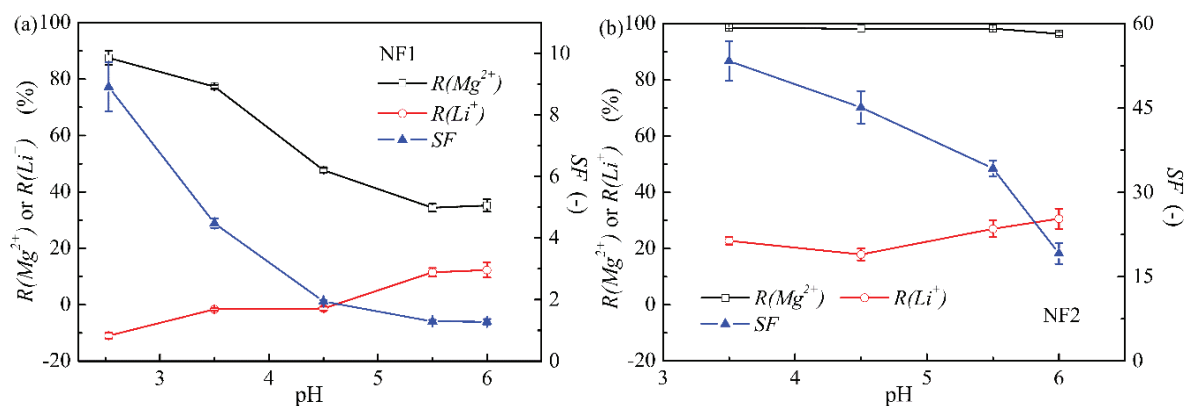 (a)
NF1
R(Mg²⁺)
R(Li⁺)
SF
R(Mg²⁺) or R(Li⁺) (%)
100
80
60
40
20
0
-20
3
4
5
6
pH
10
8
6
4
2
0
SF (-)
(b)
R(Mg²⁺) R(Li⁺)
SF
NF2
R(Mg²⁺) or R(Li⁺) (%)
100
80
60
40
20
0
-20
3
4
5
6
pH
60
45
30
15
0
SF (-)